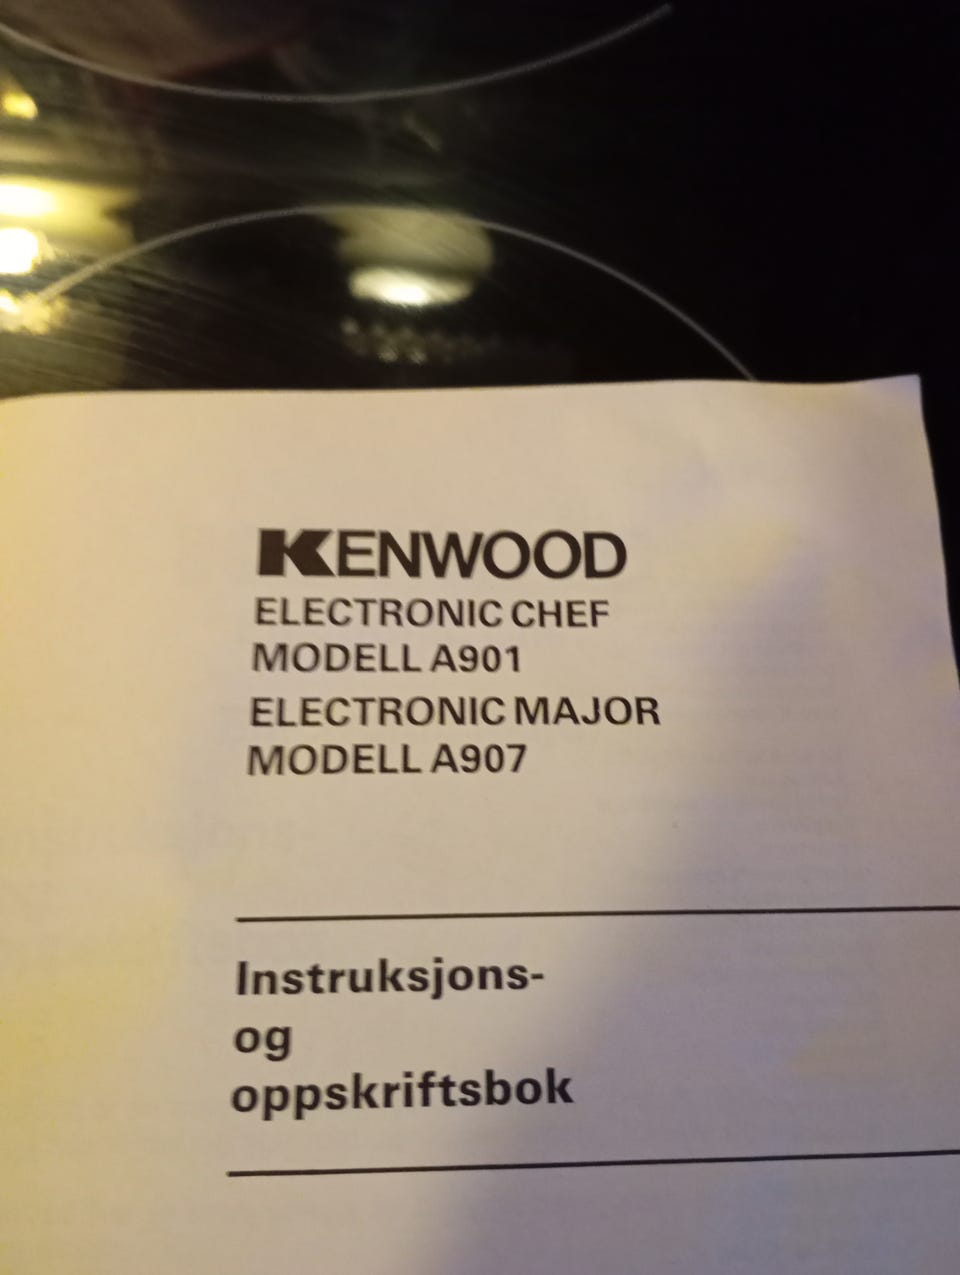 KENWOOD
ELECTRONIC CHEF
MODELL A901
ELECTRONIC MAJOR
MODELL A907
Instruksjons-
og
oppskriftsbok